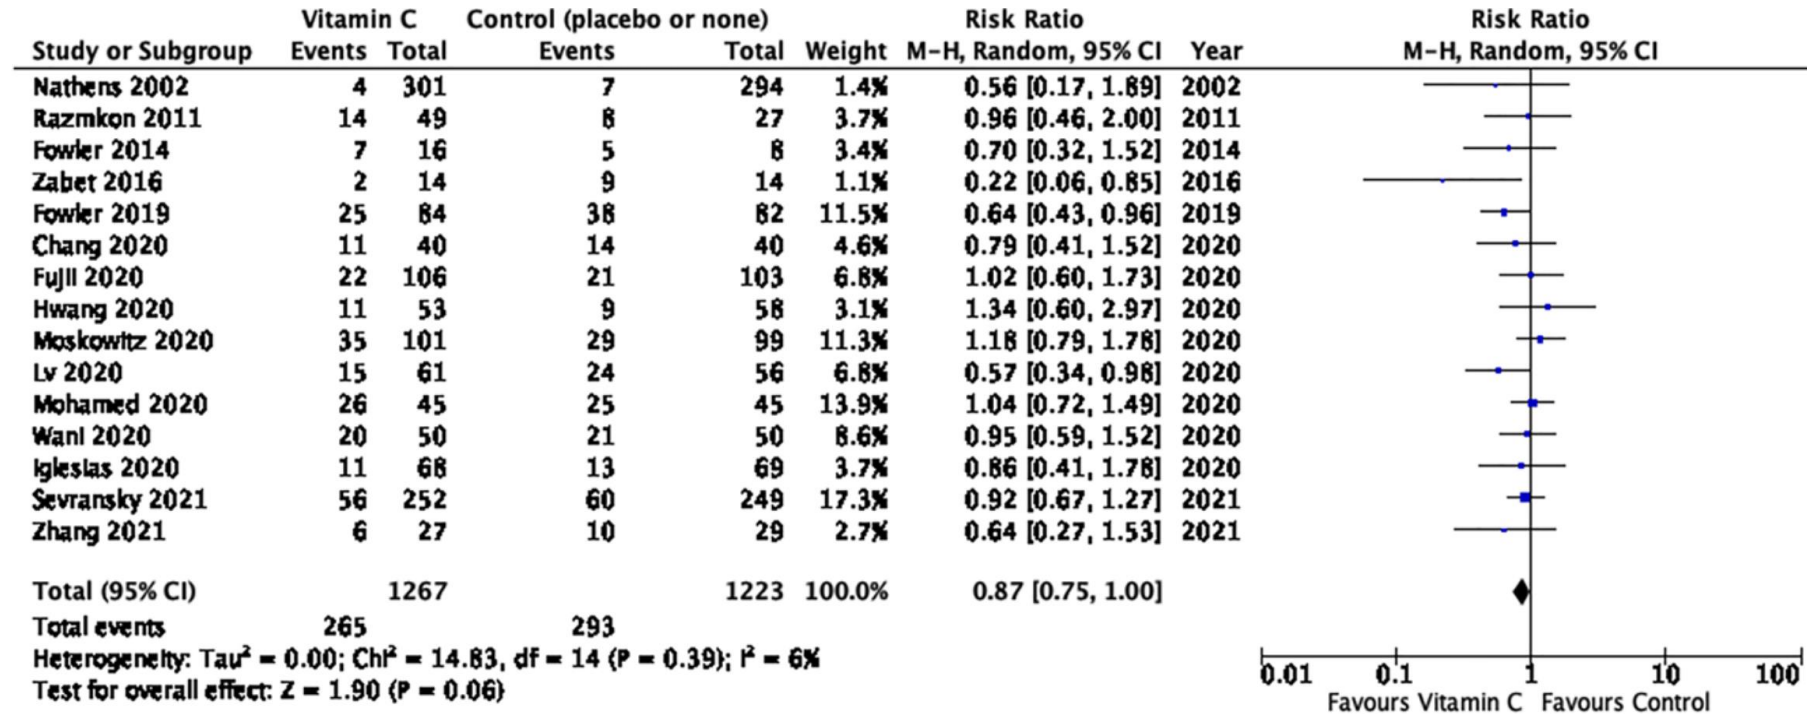 Vitamin C Control (placebo or none) Risk Ratio Risk Ratio
Study or Subgroup Events Total Events Total Weight M-H, Random, 95% CI Year M-H, Random, 95% CI
Nathens 2002 4 301 7 294 1.4% 0.56 [0.17, 1.89] 2002
Razmkon 2011 14 49 8 27 3.7% 0.96 [0.46, 2.00] 2011
Fowler 2014 7 16 5 8 3.4% 0.70 [0.32, 1.52] 2014
Zabet 2016 2 14 9 14 1.1% 0.22 [0.06, 0.85] 2016
Fowler 2019 25 84 38 82 11.5% 0.64 [0.43, 0.96] 2019
Chang 2020 11 40 14 40 4.6% 0.79 [0.41, 1.52] 2020
Fujii 2020 22 106 21 103 6.8% 1.02 [0.60, 1.73] 2020
Hwang 2020 11 53 9 58 3.1% 1.34 [0.60, 2.97] 2020
Moskowitz 2020 35 101 29 99 11.3% 1.18 [0.79, 1.78] 2020
Lv 2020 15 61 24 56 6.8% 0.57 [0.34, 0.98] 2020
Mohamed 2020 26 45 25 45 13.9% 1.04 [0.72, 1.49] 2020
Wani 2020 20 50 21 50 8.6% 0.95 [0.59, 1.52] 2020
Iglesias 2020 11 68 13 69 3.7% 0.86 [0.41, 1.78] 2020
Sevransky 2021 56 252 60 249 17.3% 0.92 [0.67, 1.27] 2021
Zhang 2021 6 27 10 29 2.7% 0.64 [0.27, 1.53] 2021
Total (95% CI) 1267 1223 100.0% 0.87 [0.75, 1.00]
Total events 265 293
Heterogeneity: Tau² = 0.00; Chi² = 14.83, df = 14 (P = 0.39); I² = 6%
Test for overall effect: Z = 1.90 (P = 0.06)
0.01 0.1 1 10 100
Favours Vitamin C Favours Control